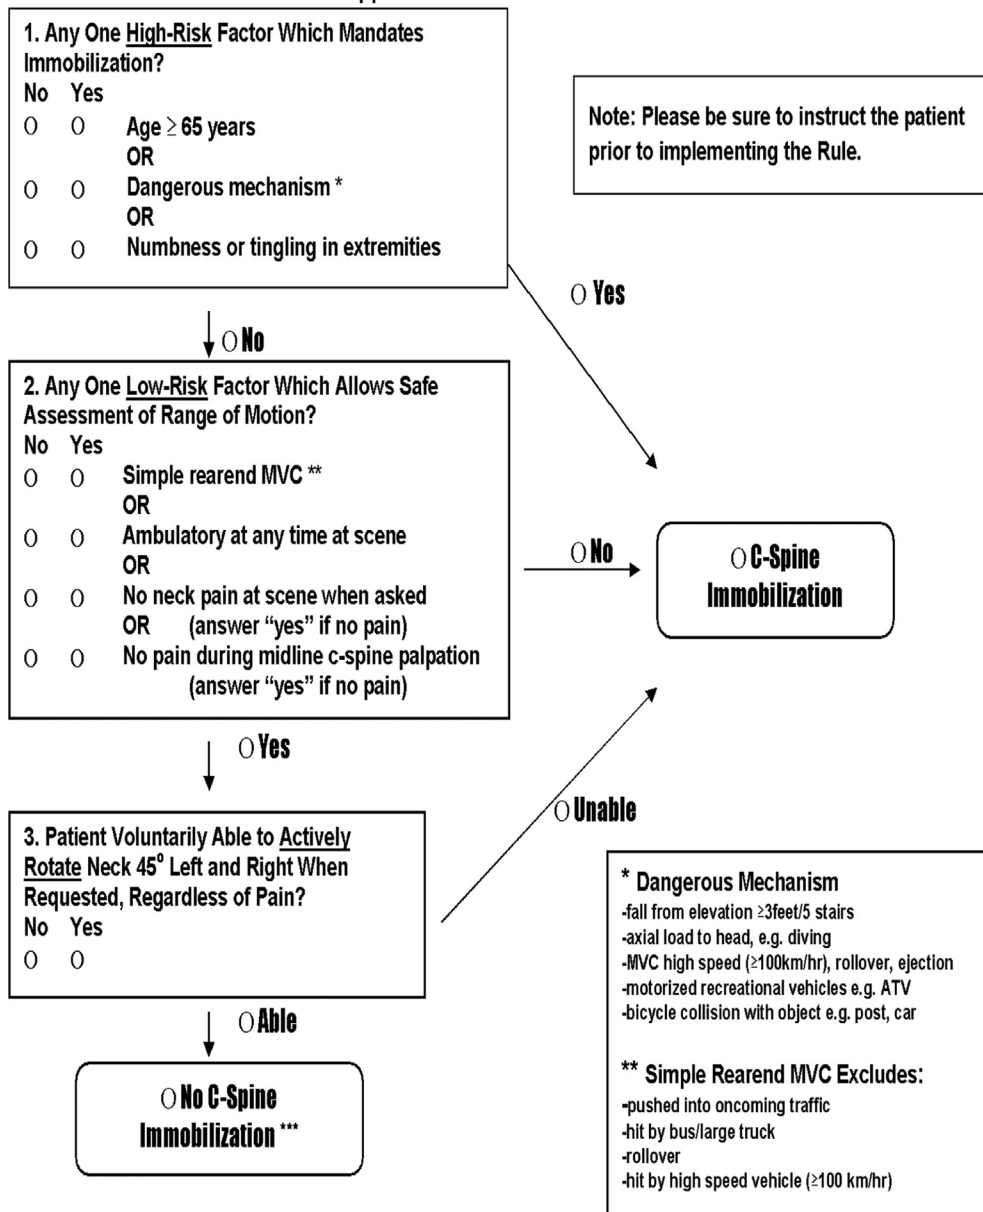 1. Any One High-Risk Factor Which Mandates
Immobilization?
No Yes
O O Age ≥ 65 years
OR
O O Dangerous mechanism *
OR
O O Numbness or tingling in extremities
Note: Please be sure to instruct the patient
prior to implementing the Rule.
O Yes
O No
2. Any One Low-Risk Factor Which Allows Safe
Assessment of Range of Motion?
No Yes
O O Simple rearend MVC **
OR
O O Ambulatory at any time at scene
OR
O O No neck pain at scene when asked
OR (answer “yes” if no pain)
O O No pain during midline c-spine palpation
(answer “yes” if no pain)
O No
O C-Spine
Immobilization
O Yes
O Unable
3. Patient Voluntarily Able to Actively
Rotate Neck 45° Left and Right When
Requested, Regardless of Pain?
No Yes
O O
O Able
O No C-Spine
Immobilization ***
* Dangerous Mechanism
-fall from elevation ≥3feet/5 stairs
-axial load to head, e.g. diving
-MVC high speed (≥100km/hr), rollover, ejection
-motorized recreational vehicles e.g. ATV
-bicycle collision with object e.g. post, car
** Simple Rearend MVC Excludes:
-pushed into oncoming traffic
-hit by bus/large truck
-rollover
-hit by high speed vehicle (≥100 km/hr)